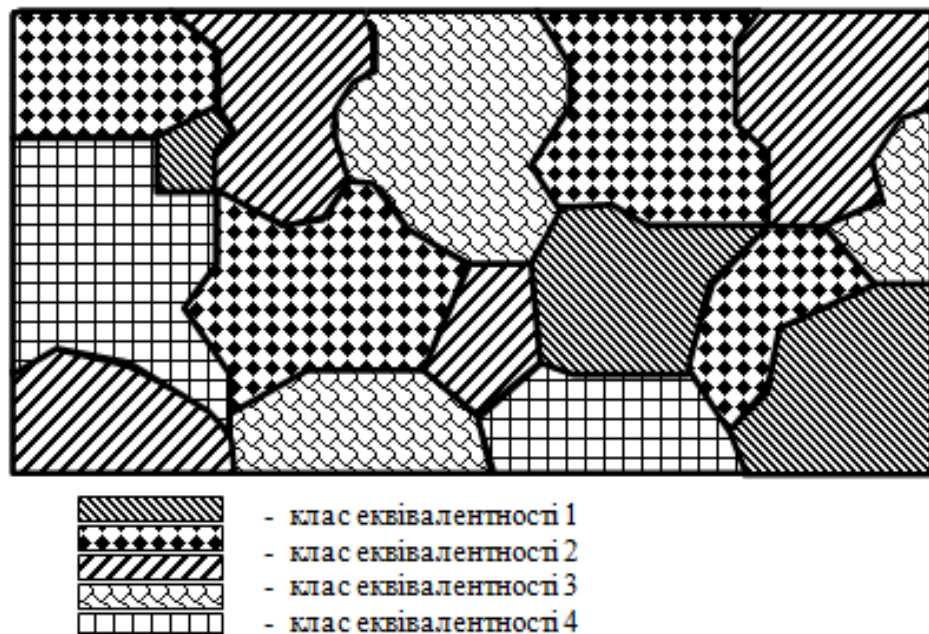 - клас еквівалентності 1
- клас еквівалентності 2
- клас еквівалентності 3
- клас еквівалентності 4